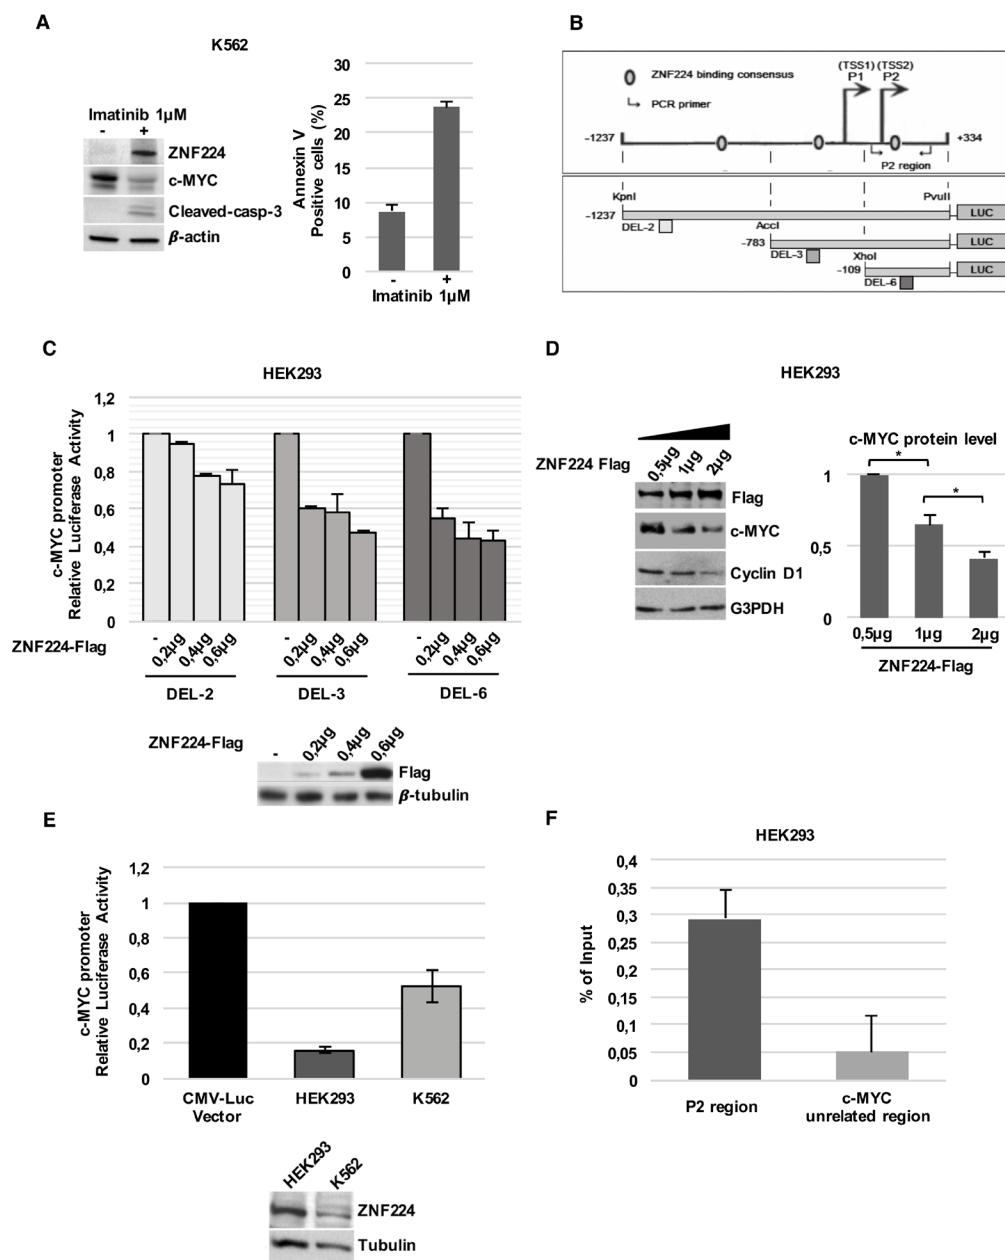 A
K562
Imatinib 1µM
- +
ZNF224
c-MYC
Cleaved-casp-3
β-actin
Annexin V
Positive cells (%)
30
25
20
15
10
5
0
- +
Imatinib 1µM
B
ZNF224 binding consensus
PCR primer
(TSS1) (TSS2)
P1 P2
-1237
+334
P2 region
KpnI
PvuII
-1237
LUC
DEL-2
AccI
-783
LUC
DEL-3
XhoI
-109
LUC
DEL-6
C
HEK293
c-MYC promoter
Relative Luciferase Activity
1,2
1
0,8
0,6
0,4
0,2
0
ZNF224-Flag
- 0,2µg 0,4µg 0,6µg
- 0,2µg 0,4µg 0,6µg
- 0,2µg 0,4µg 0,6µg
DEL-2 DEL-3 DEL-6
ZNF224-Flag
- 0,2µg 0,4µg 0,6µg
Flag
β-tubulin
D
HEK293
ZNF224 Flag
0,5µg 1µg 2µg
Flag
c-MYC
Cyclin D1
G3PDH
c-MYC protein level
* *
1
0,5
0
0,5µg 1µg 2µg
ZNF224-Flag
E
c-MYC promoter
Relative Luciferase Activity
1,2
1
0,8
0,6
0,4
0,2
0
CMV-Luc
Vector
HEK293
K562
HEK293 K562
ZNF224
Tubulin
F
HEK293
% of Input
0,4
0,35
0,3
0,25
0,2
0,15
0,1
0,05
0
P2 region
c-MYC
unrelated region